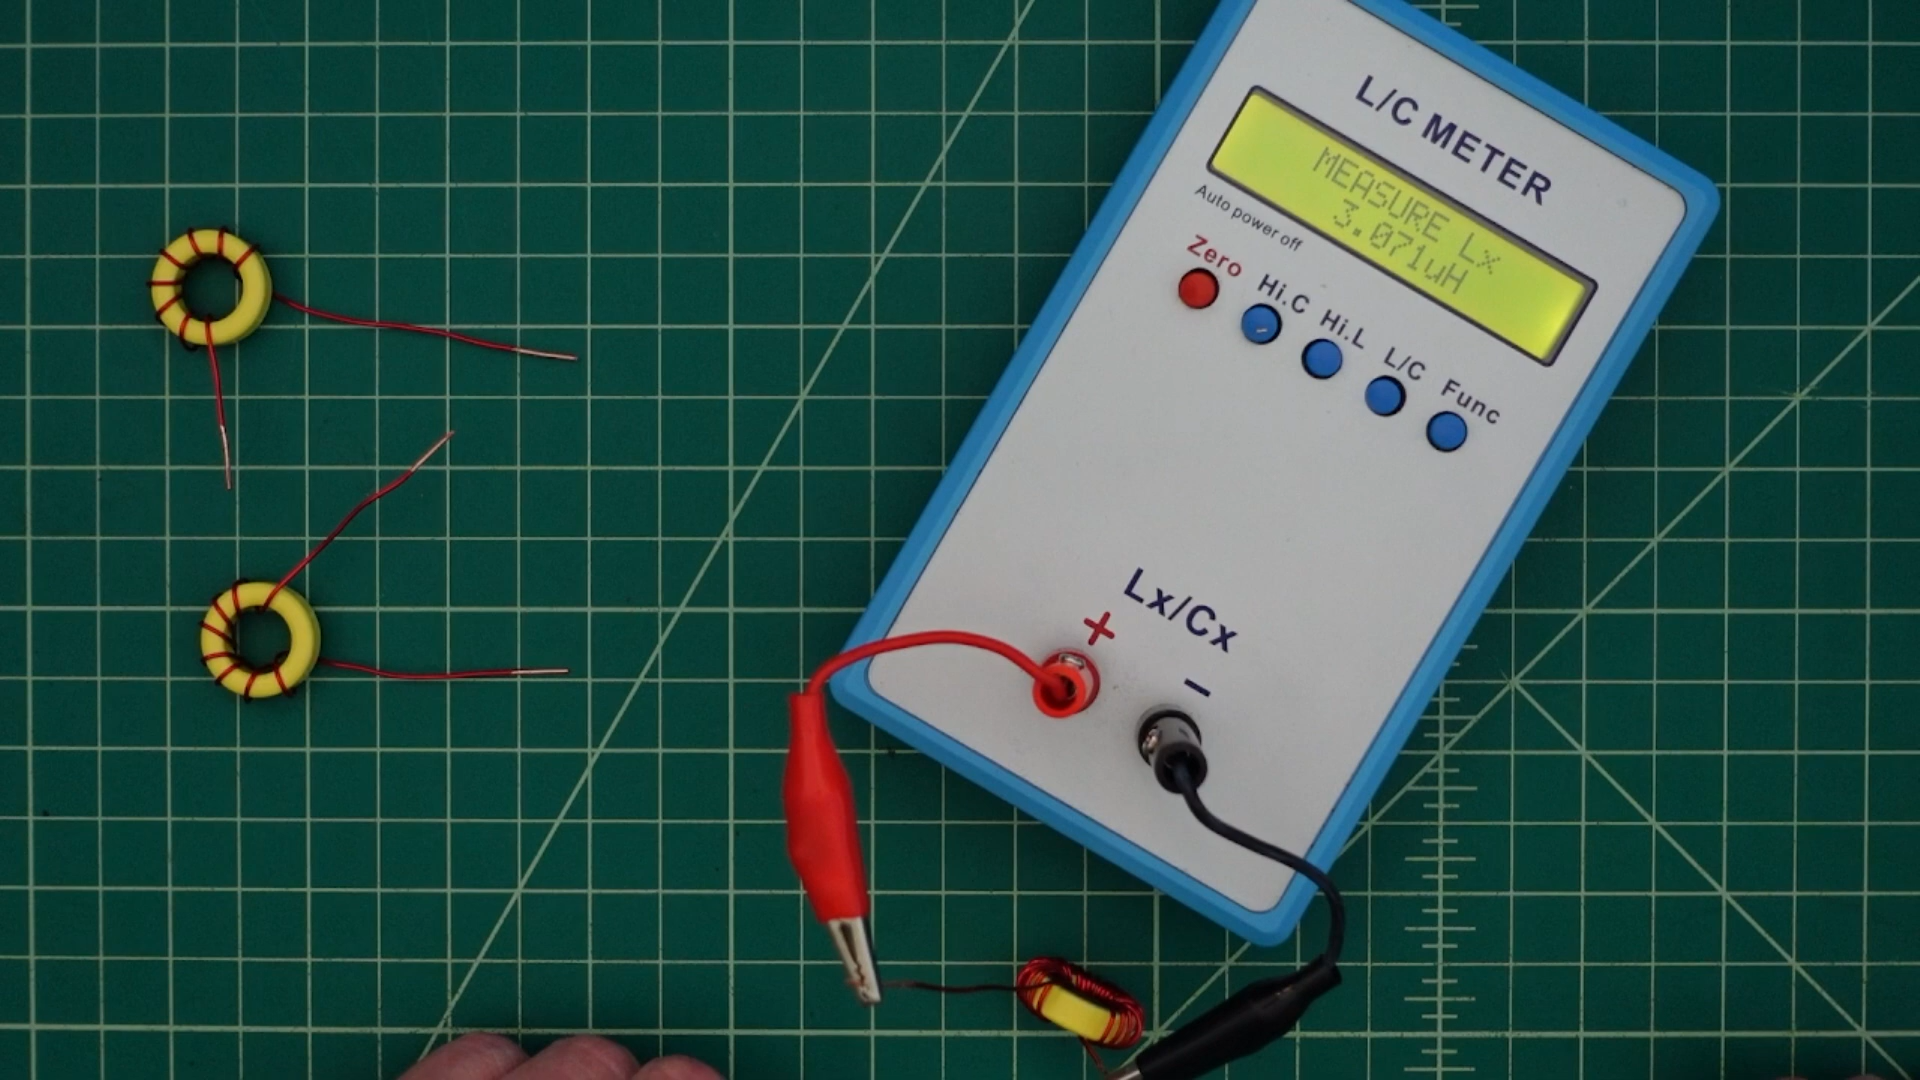 L/C METER
MEASURE Lx
3.071uH
Auto power off
Zero
Hi.C
Hi.L
L/C
Func
Lx/Cx
+
-